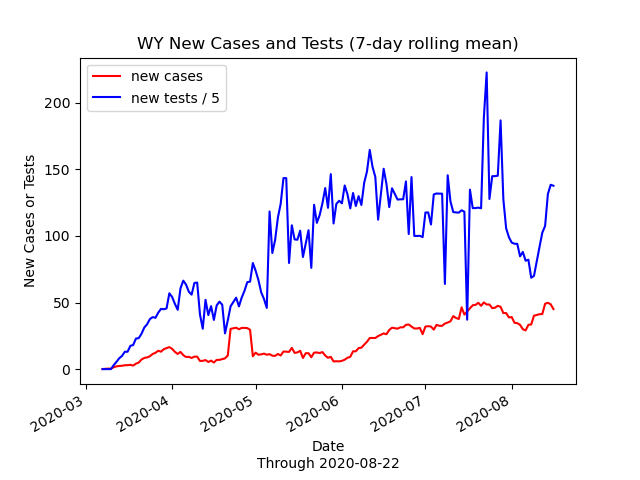 WY New Cases and Tests (7-day rolling mean)
new cases
new tests / 5
New Cases or Tests
200
150
100
50
0
2020-03
2020-04
2020-05
2020-06
2020-07
2020-08
Date
Through 2020-08-22